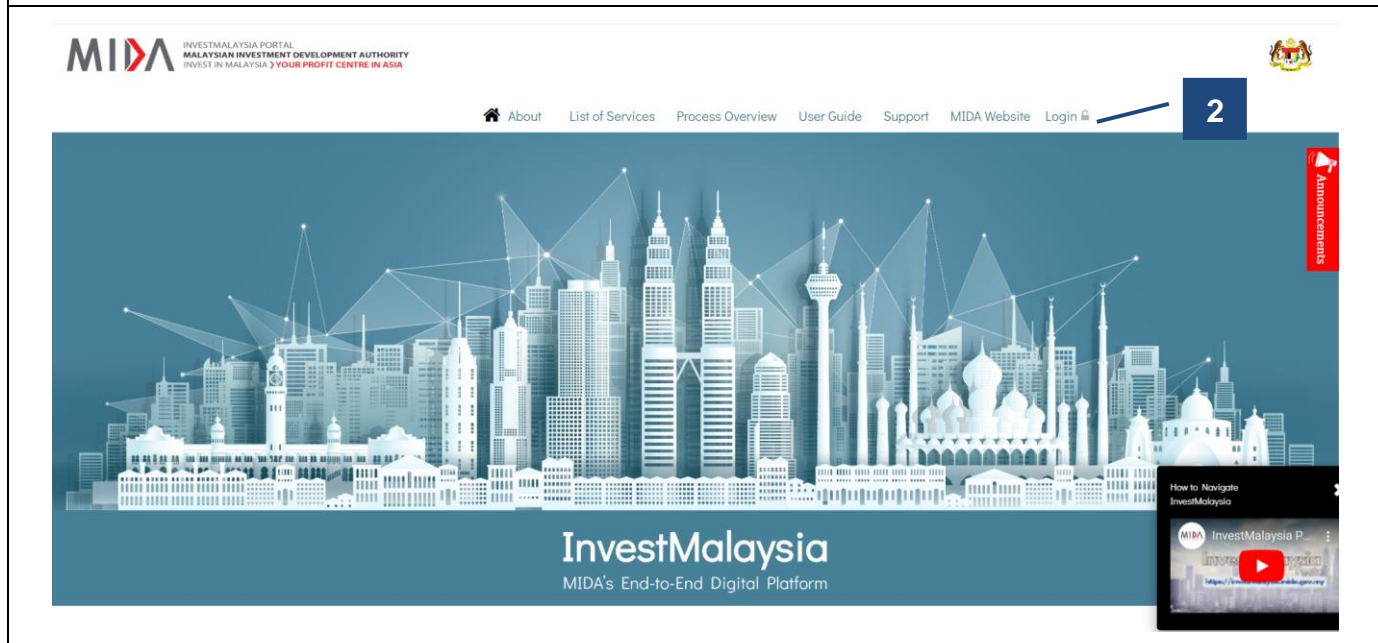 MIDA
INVESTMALAYSIA PORTAL
MALAYSIAN INVESTMENT DEVELOPMENT AUTHORITY
INVEST IN MALAYSIA YOUR PROFIT CENTRE IN ASIA
About List of Services Process Overview User Guide Support MIDA Website Login
2
Announcements
How to Navigate
InvestMalaysia
MIDA InvestMalaysia P...
InvestMalaysia
MIDA's End-to-End Digital Platform